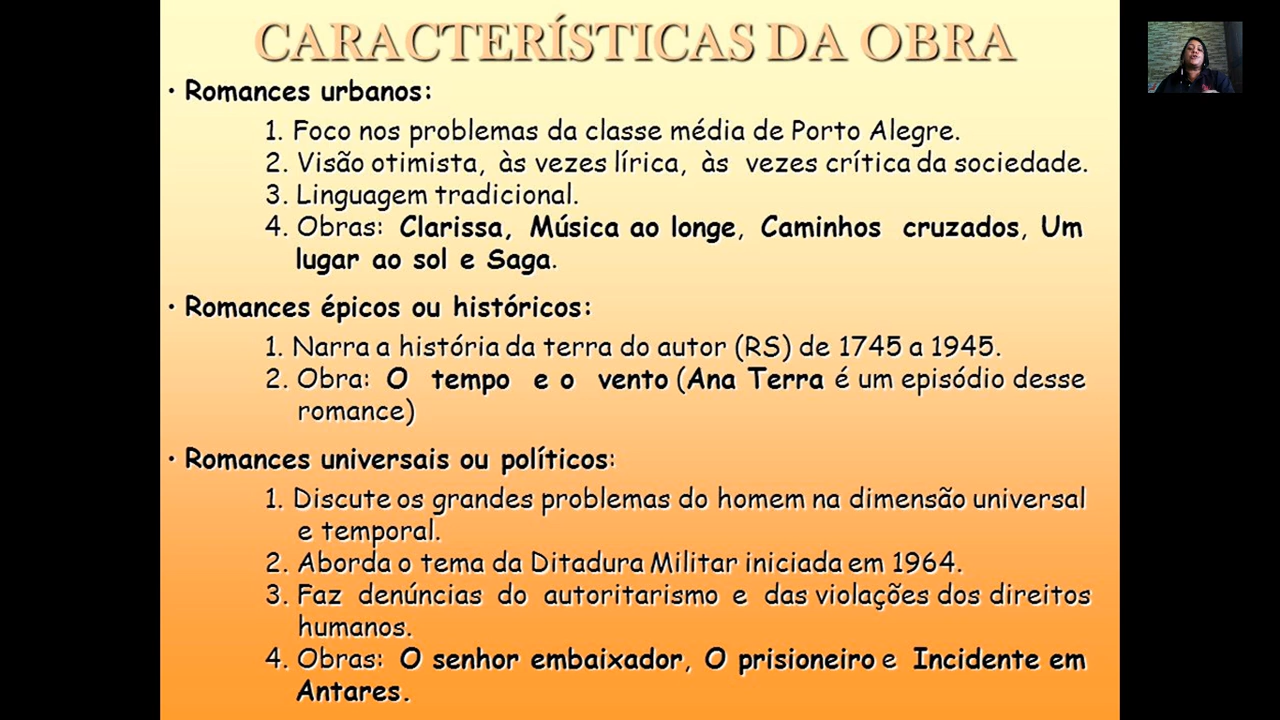 CARACTERÍSTICAS DA OBRA
• Romances urbanos:
1. Foco nos problemas da classe média de Porto Alegre.
2. Visão otimista, às vezes lírica, às vezes crítica da sociedade.
3. Linguagem tradicional.
4. Obras: Clarissa, Música ao longe, Caminhos cruzados, Um
lugar ao sol e Saga.
• Romances épicos ou históricos:
1. Narra a história da terra do autor (RS) de 1745 a 1945.
2. Obra: O tempo e o vento (Ana Terra é um episódio desse
romance)
• Romances universais ou políticos:
1. Discute os grandes problemas do homem na dimensão universal
e temporal.
2. Aborda o tema da Ditadura Militar iniciada em 1964.
3. Faz denúncias do autoritarismo e das violações dos direitos
humanos.
4. Obras: O senhor embaixador, O prisioneiro e Incidente em
Antares.